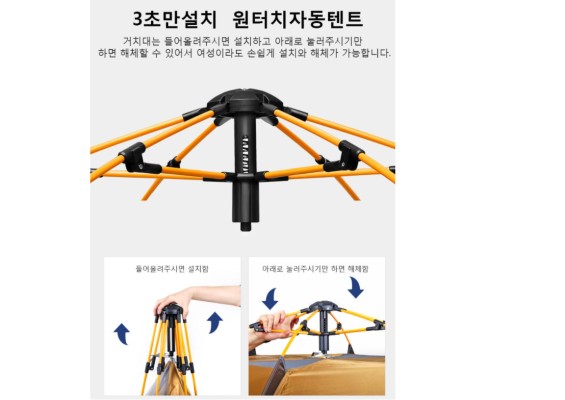 3초만설치 원터치자동텐트
거치대는 들어올려주시면 설치하고 아래로 눌러주시기만
하면 해체할 수 있어서 여성이라도 손쉽게 설치와 해체가 가능합니다.
들어올려주시면 설치함
아래로 눌러주시기만 하면 해체함